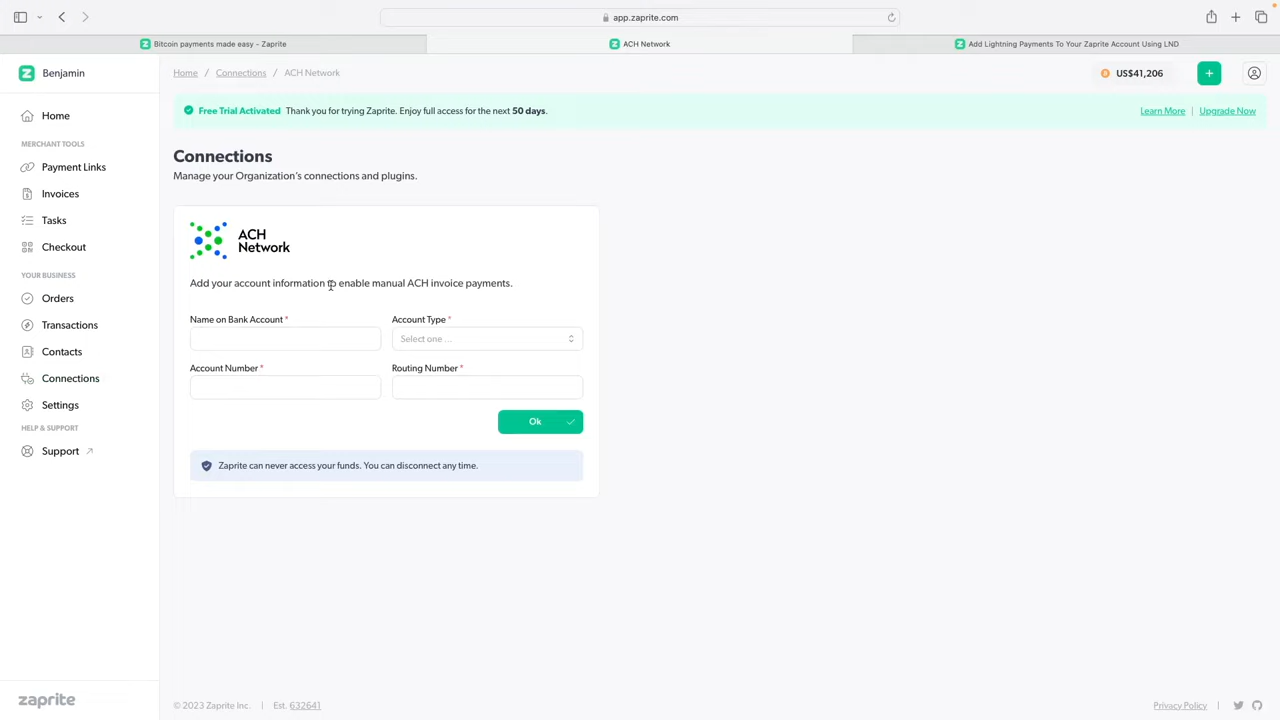 app.zaprite.com
Bitcoin payments made easy - Zaprite
ACH Network
Add Lightning Payments To Your Zaprite Account Using LND
Benjamin
Home / Connections / ACH Network
US$41,206
Free Trial Activated Thank you for trying Zaprite. Enjoy full access for the next 50 days.
Learn More | Upgrade Now
Home
MERCHANT TOOLS
Payment Links
Invoices
Tasks
Checkout
YOUR BUSINESS
Orders
Transactions
Contacts
Connections
Settings
HELP & SUPPORT
Support
Connections
Manage your Organization's connections and plugins.
ACH
Network
Add your account information to enable manual ACH invoice payments.
Name on Bank Account *
Account Type *
Select one ...
Account Number *
Routing Number *
Ok
Zaprite can never access your funds. You can disconnect any time.
zaprite
© 2023 Zaprite Inc. | Est. 632641
Privacy Policy |